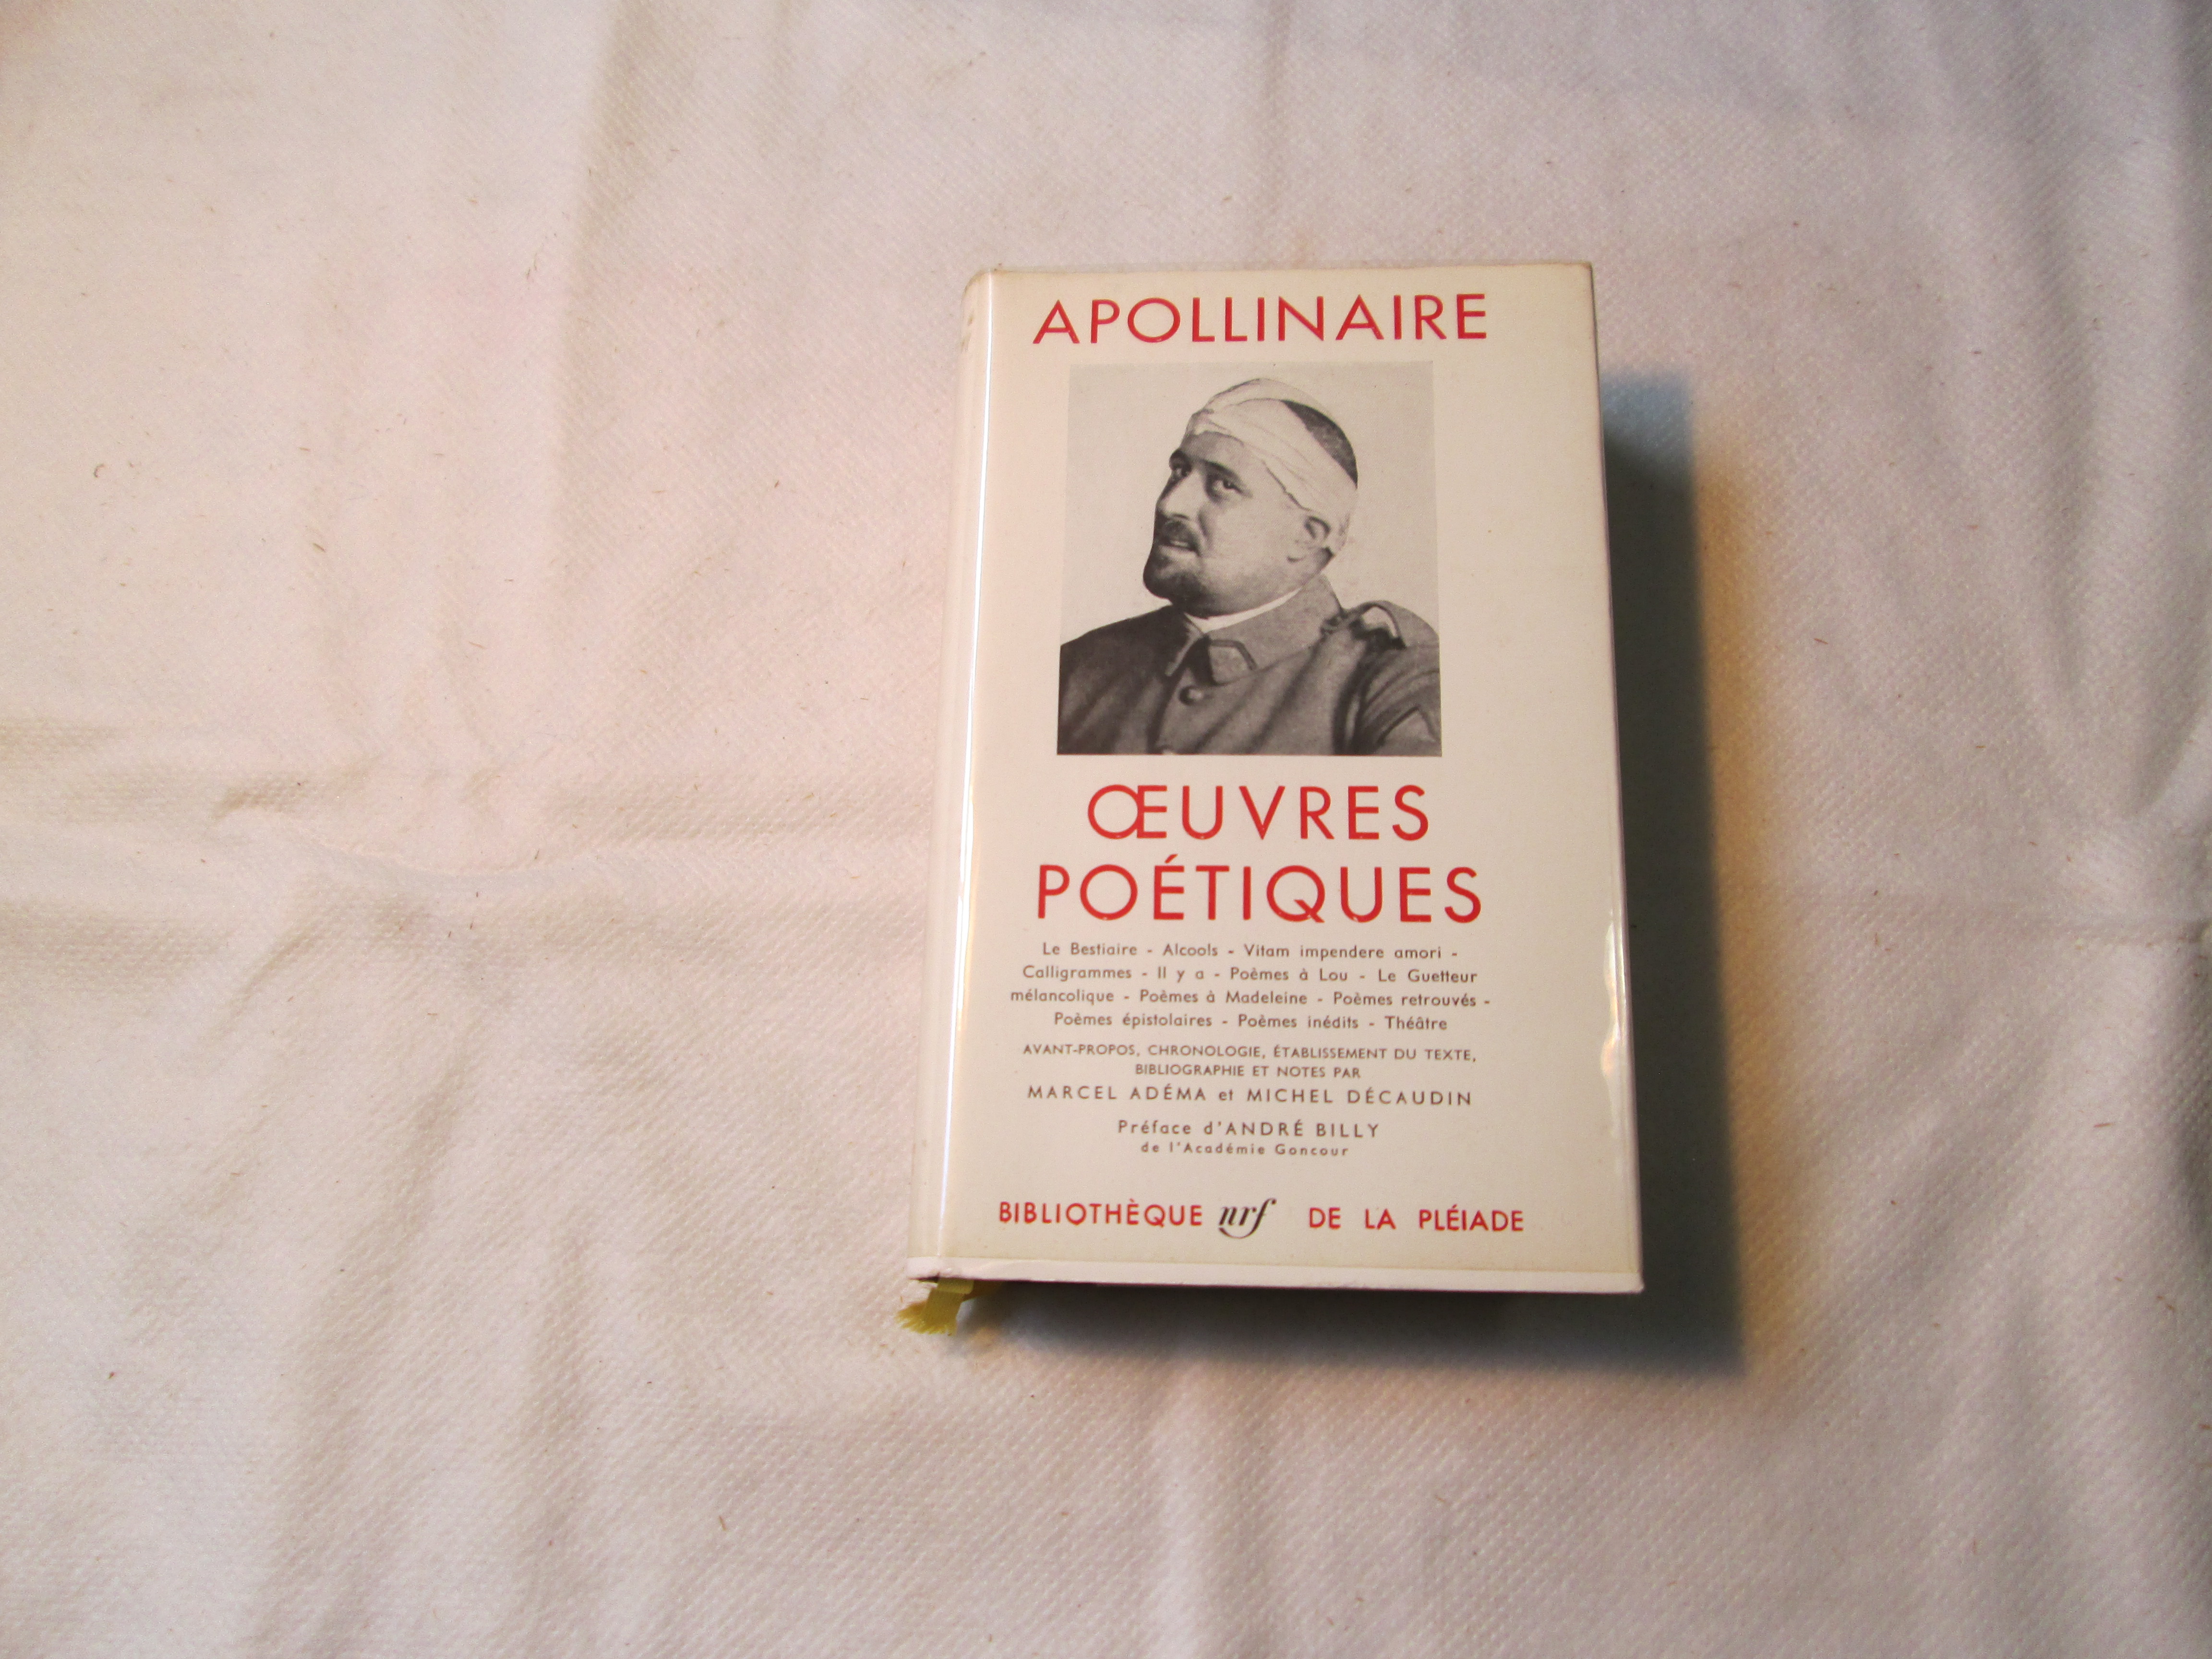 APOLLINAIRE
ŒUVRES
POÉTIQUES
Le Bestiaire - Alcools - Vitam impendere amori -
Calligrammes - Il y a - Poèmes à Lou - Le Guetteur
mélancolique - Poèmes à Madeleine - Poèmes retrouvés -
Poèmes épistolaires - Poèmes inédits - Théâtre
AVANT-PROPOS, CHRONOLOGIE, ÉTABLISSEMENT DU TEXTE,
BIBLIOGRAPHIE ET NOTES PAR
MARCEL ADÉMA et MICHEL DÉCAUDIN
Préface d'ANDRÉ BILLY
de l'Académie Goncour
BIBLIOTHÈQUE nrf DE LA PLÉIADE